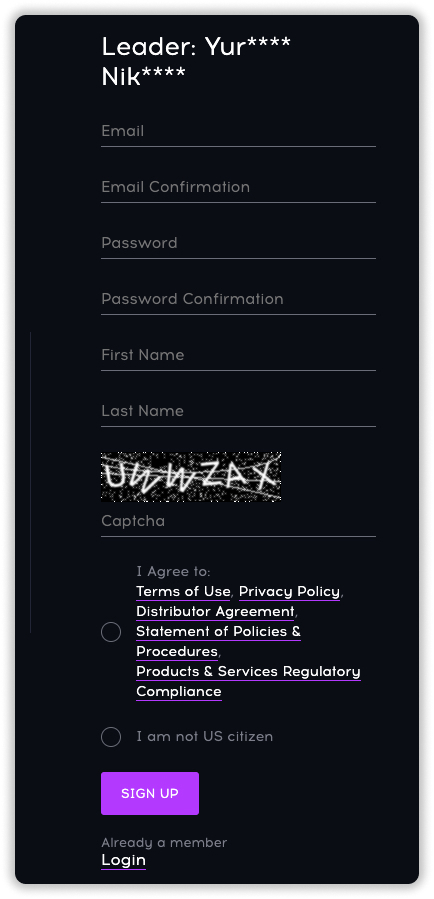 Leader: Yur****
Nik****
Email
Email Confirmation
Password
Password Confirmation
First Name
Last Name
UWWZAX
Captcha
I Agree to:
Terms of Use, Privacy Policy,
Distributor Agreement,
Statement of Policies &
Procedures,
Products & Services Regulatory
Compliance
I am not US citizen
SIGN UP
Already a member
Login